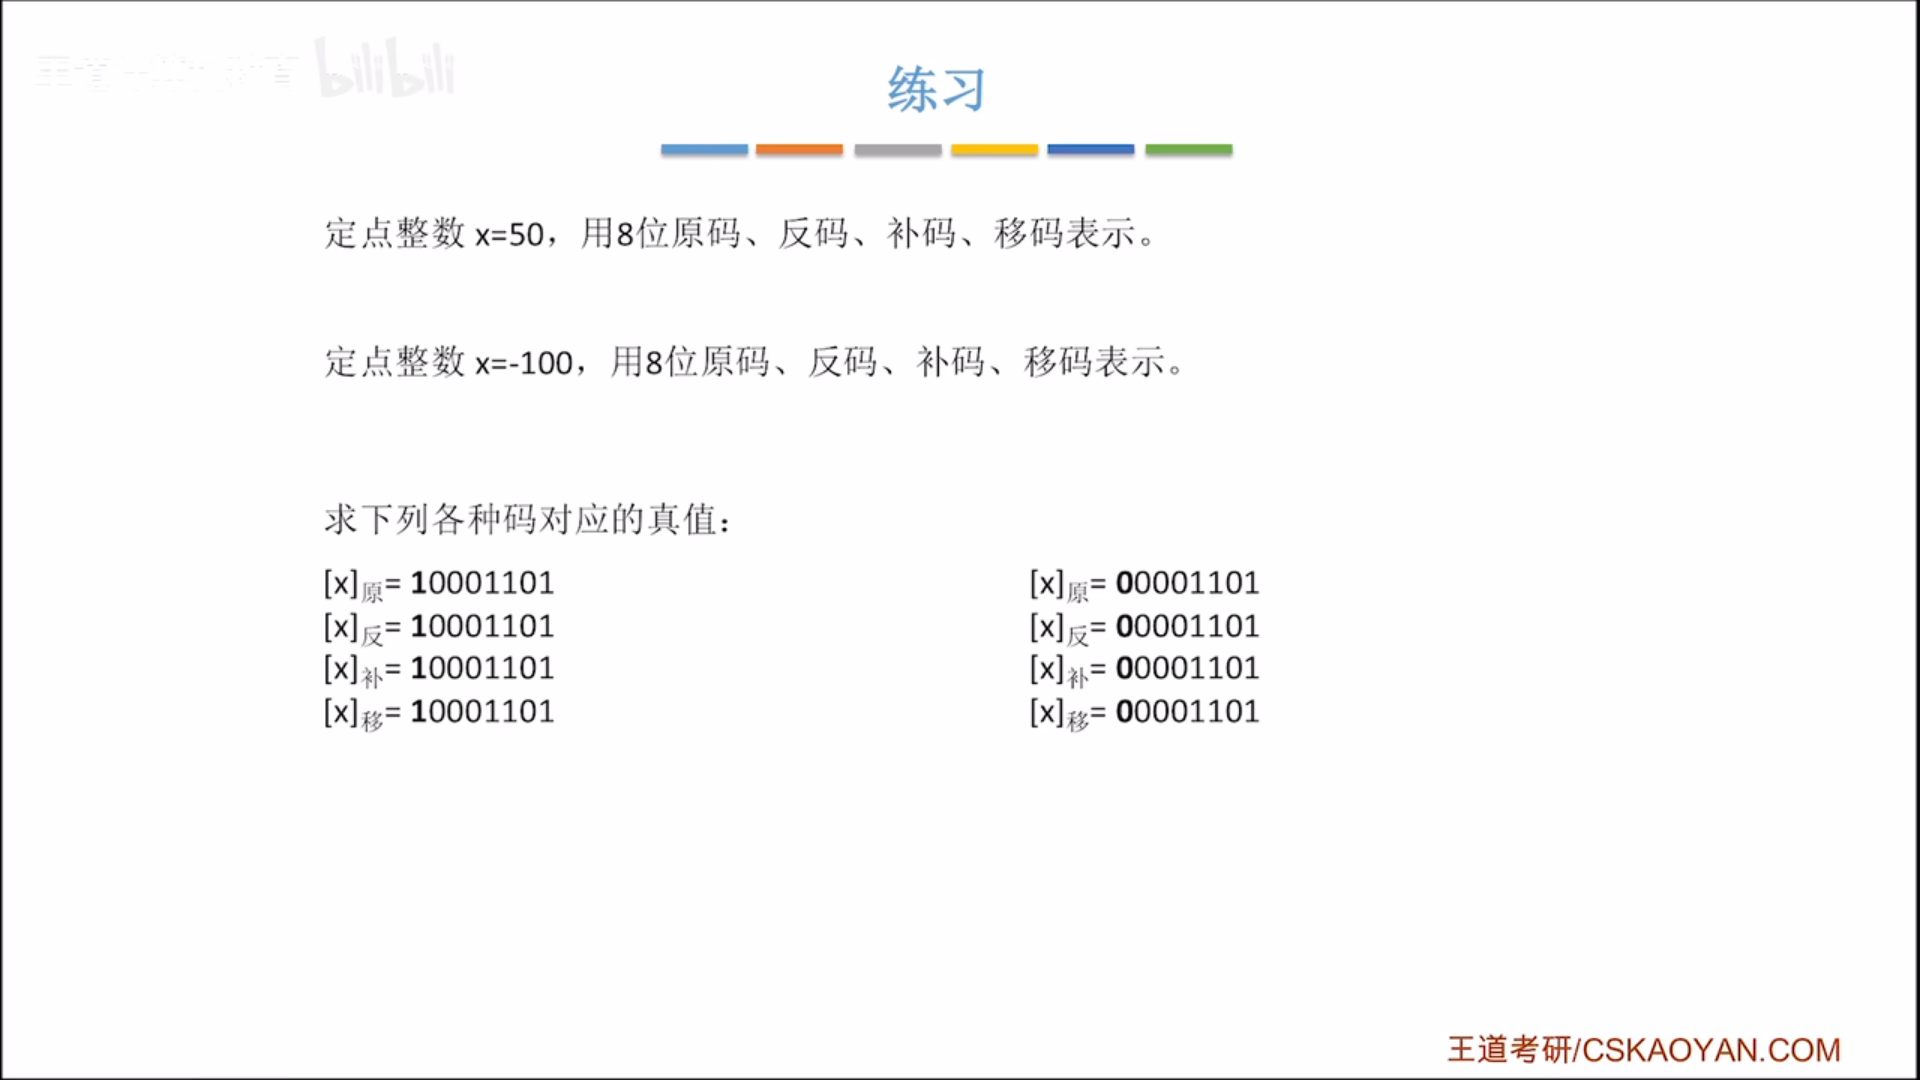 bilibili
练习
定点整数 x=50，用8位原码、反码、补码、移码表示。
定点整数 x=-100，用8位原码、反码、补码、移码表示。
求下列各种码对应的真值：
[x]原= 10001101
[x]反= 10001101
[x]补= 10001101
[x]移= 10001101
[x]原= 00001101
[x]反= 00001101
[x]补= 00001101
[x]移= 00001101
王道考研/CSKAOYAN.COM